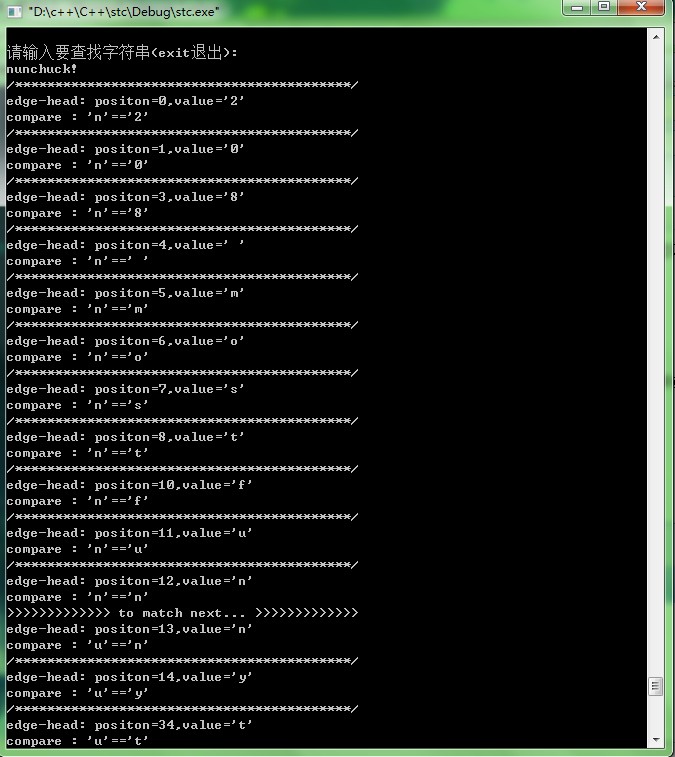 "D:\c++\C++\stc\Debug\stc.exe"
请输入要查找字符串(exit退出):
nunchuck!
/******************************************/
edge-head: positon=0,value='2'
compare : 'n'=='2'
/******************************************/
edge-head: positon=1,value='0'
compare : 'n'=='0'
/******************************************/
edge-head: positon=3,value='8'
compare : 'n'=='8'
/******************************************/
edge-head: positon=4,value=' '
compare : 'n'==' '
/******************************************/
edge-head: positon=5,value='m'
compare : 'n'=='m'
/******************************************/
edge-head: positon=6,value='o'
compare : 'n'=='o'
/******************************************/
edge-head: positon=7,value='s'
compare : 'n'=='s'
/******************************************/
edge-head: positon=8,value='t'
compare : 'n'=='t'
/******************************************/
edge-head: positon=10,value='f'
compare : 'n'=='f'
/******************************************/
edge-head: positon=11,value='u'
compare : 'n'=='u'
/******************************************/
edge-head: positon=12,value='n'
compare : 'n'=='n'
>>>>>>>>>>>>> to match next... >>>>>>>>>>>>>
edge-head: positon=13,value='n'
compare : 'u'=='n'
/******************************************/
edge-head: positon=14,value='y'
compare : 'u'=='y'
/******************************************/
edge-head: positon=34,value='t'
compare : 'u'=='t'